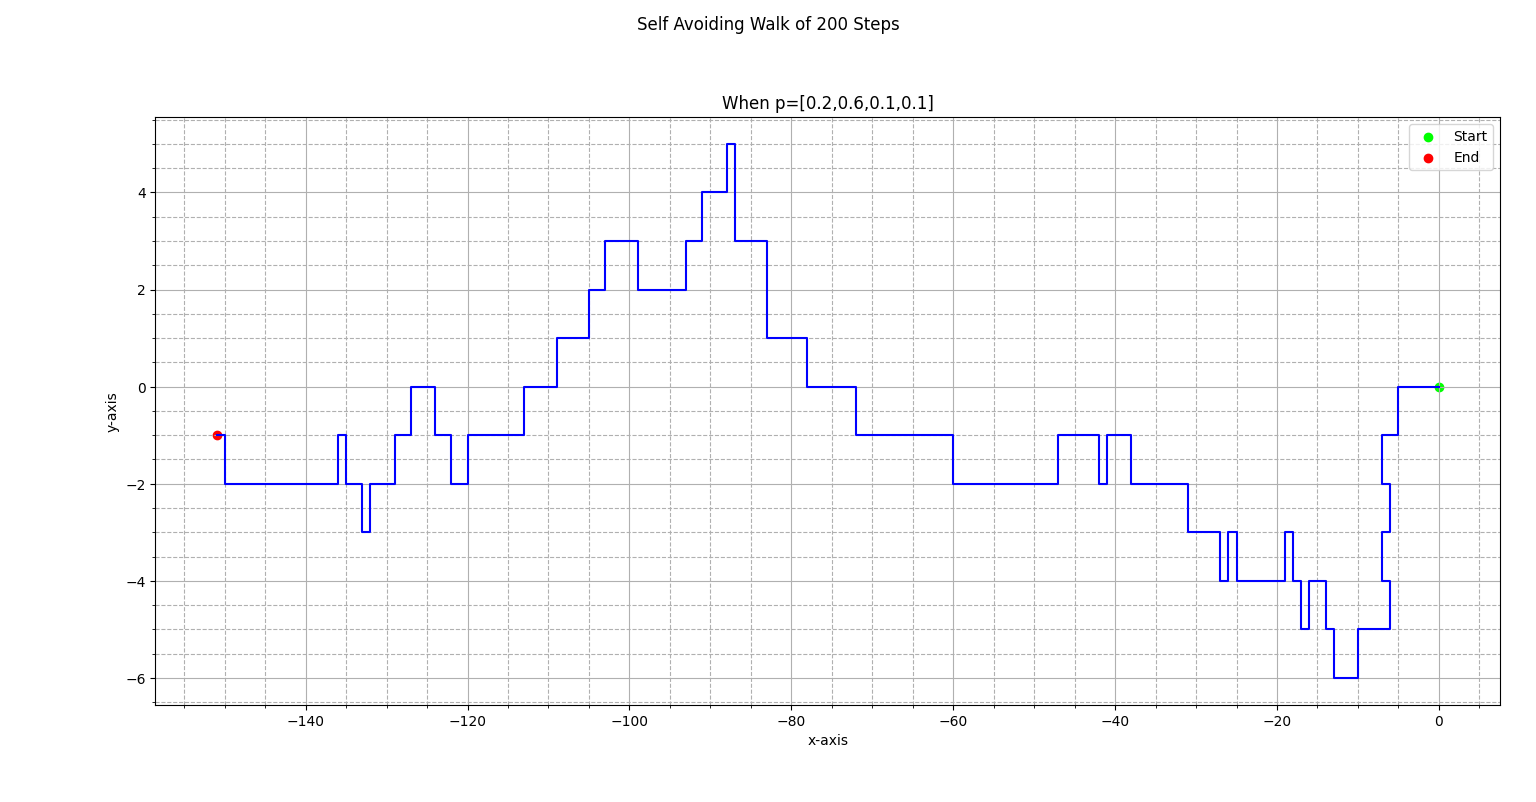 Self Avoiding Walk of 200 Steps
When p=[0.2,0.6,0.1,0.1]
Start
End
4
2
0
−2
−4
−6
y-axis
−140 −120 −100 −80 −60 −40 −20 0
x-axis